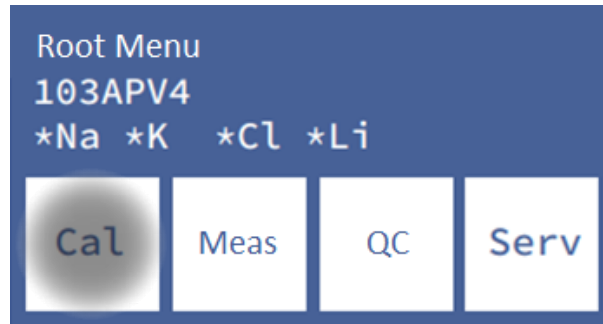 Root Menu
103APV4
*Na *K *Cl *Li
Cal Meas QC Serv